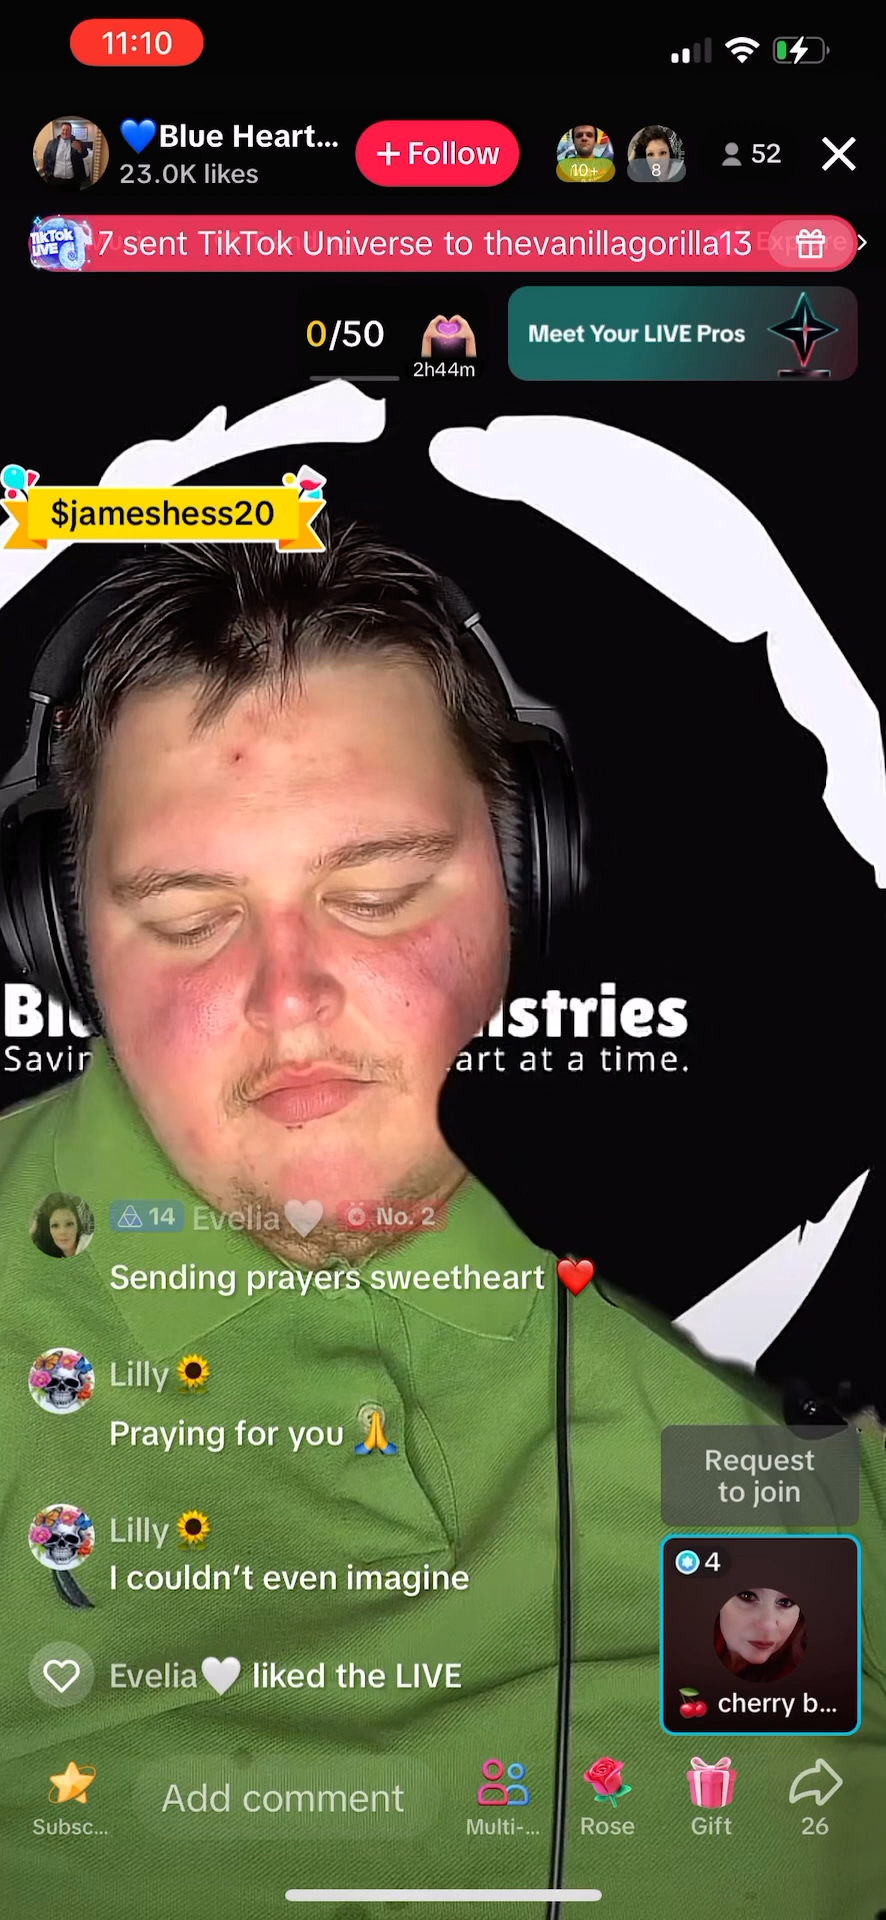 11:10
💙Blue Heart...
23.0K likes
+ Follow
10+
8
52
TikTok LIVE
7 sent TikTok Universe to thevanillagorilla13
0/50
2h44m
Meet Your LIVE Pros
$jameshess20
istries
art at a time.
14 Evelia🤍 No. 2
Sending prayers sweetheart ❤️
Lilly🌻
Praying for you 🙏
Lilly🌻
I couldn't even imagine
Evelia🤍 liked the LIVE
Request
to join
4
🍒 cherry b...
Subsc...
Add comment
Multi-...
Rose
Gift
26